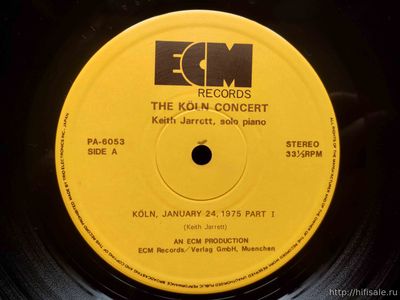 ECM
RECORDS
THE KÖLN CONCERT
Keith Jarrett, solo piano
PA-6053
SIDE A
STEREO
33⅓RPM
KÖLN, JANUARY 24, 1975 PART I
(Keith Jarrett)
AN ECM PRODUCTION
ECM Records/Verlag GmbH, Muenchen
http://hifisale.ru